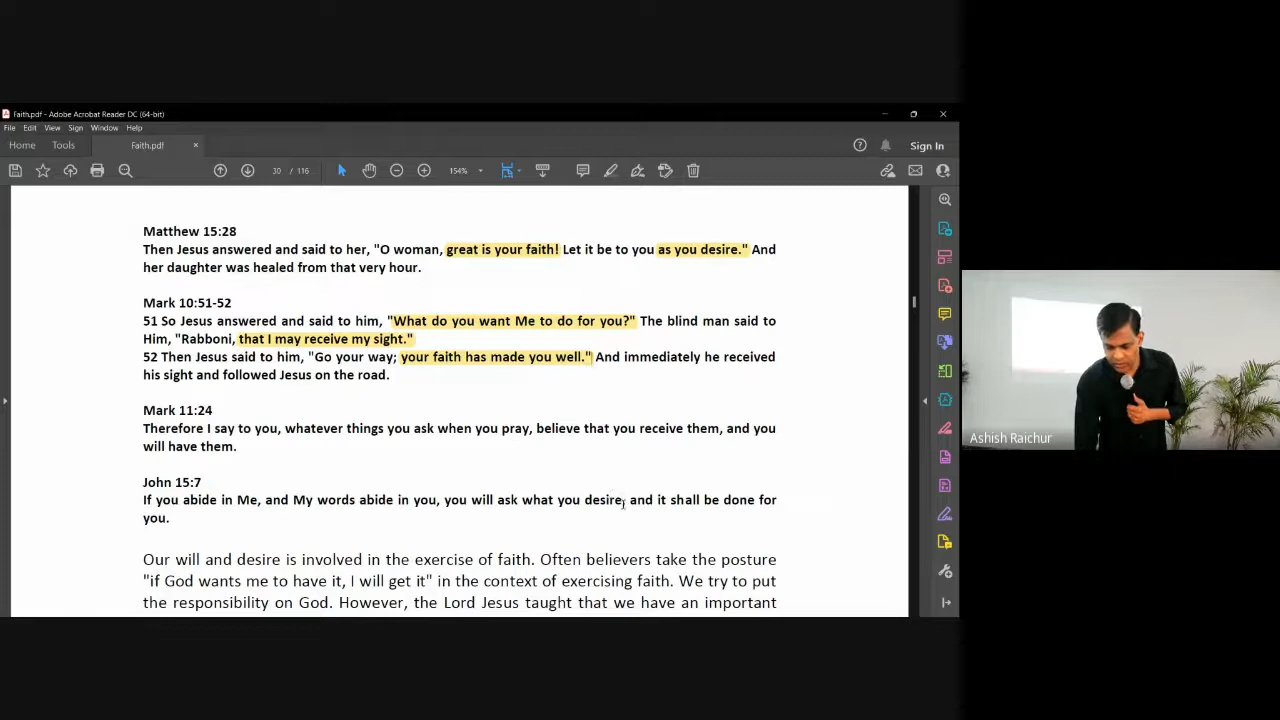 Faith.pdf - Adobe Acrobat Reader DC (64-bit)
File Edit View Sign Window Help
Home Tools Faith.pdf × Sign In
30 / 116 154%
Matthew 15:28
Then Jesus answered and said to her, "O woman, great is your faith! Let it be to you as you desire." And
her daughter was healed from that very hour.
Mark 10:51-52
51 So Jesus answered and said to him, "What do you want Me to do for you?" The blind man said to
Him, "Rabboni, that I may receive my sight."
52 Then Jesus said to him, "Go your way; your faith has made you well." And immediately he received
his sight and followed Jesus on the road.
Mark 11:24
Therefore I say to you, whatever things you ask when you pray, believe that you receive them, and you
will have them.
John 15:7
If you abide in Me, and My words abide in you, you will ask what you desire, and it shall be done for
you.
Our will and desire is involved in the exercise of faith. Often believers take the posture
"if God wants me to have it, I will get it" in the context of exercising faith. We try to put
the responsibility on God. However, the Lord Jesus taught that we have an important
Ashish Raichur